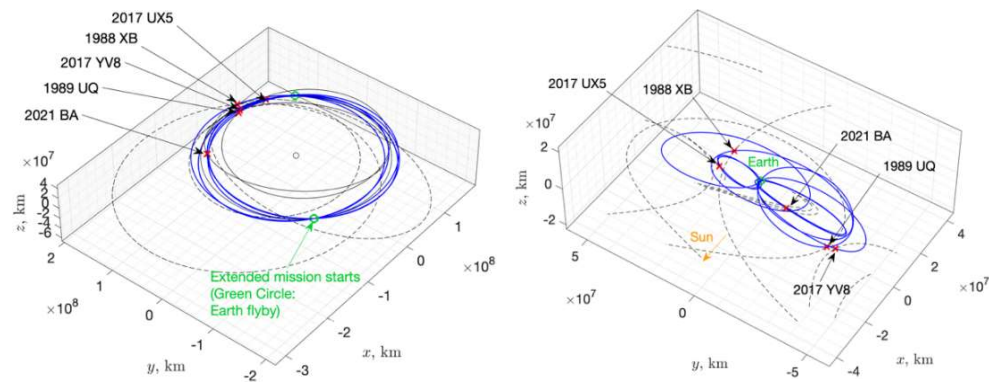 2017 UX5
1988 XB
2017 YV8
1989 UQ
2021 BA
×10⁷
4
2
0
-2
-4
-6
z, km
2
1
0
-1
-2
×10⁸
y, km
Extended mission starts
(Green Circle:
Earth flyby)
1
0
-1
-2
-3
×10⁸
x, km
2017 UX5
1988 XB
2021 BA
1989 UQ
Earth
Sun
2017 YV8
×10⁷
2
0
-2
z, km
5
0
-5
×10⁷
y, km
4
2
0
-2
-4
×10⁷
x, km